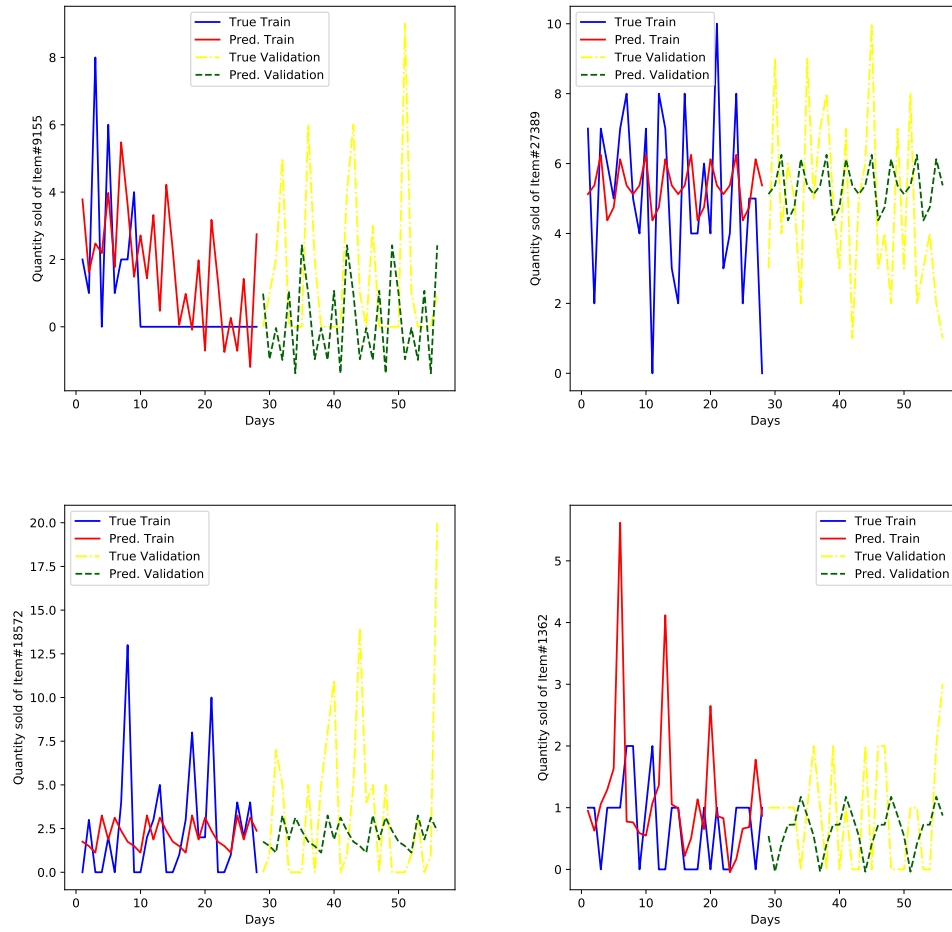 True Train
Pred. Train
True Validation
Pred. Validation
Quantity sold of Item#9155
8
6
4
2
0
0 10 20 30 40 50
Days
True Train
Pred. Train
True Validation
Pred. Validation
Quantity sold of Item#27389
10
8
6
4
2
0
0 10 20 30 40 50
Days
True Train
Pred. Train
True Validation
Pred. Validation
Quantity sold of Item#18572
20.0
17.5
15.0
12.5
10.0
7.5
5.0
2.5
0.0
0 10 20 30 40 50
Days
True Train
Pred. Train
True Validation
Pred. Validation
Quantity sold of Item#1362
5
4
3
2
1
0
0 10 20 30 40 50
Days